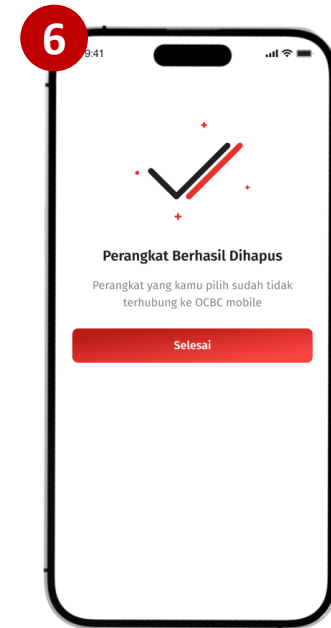 6
9:41
Perangkat Berhasil Dihapus
Perangkat yang kamu pilih sudah tidak
terhubung ke OCBC mobile
Selesai